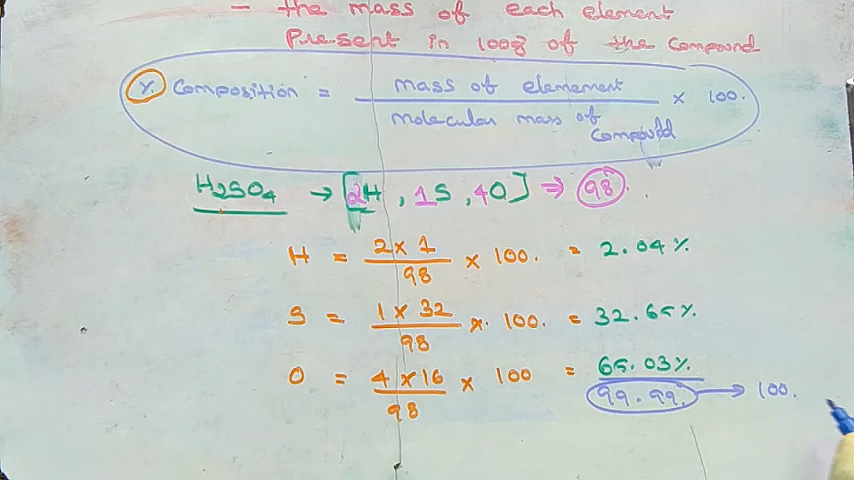 - the mass of each element
Present in 100g of the Compound
% Composition = mass of elemement / molecular mass of Compould × 100.
H2SO4 → [2H, 1S, 4O] ⇒ 98.
H = 2 × 1 / 98 × 100. = 2.04%
S = 1 × 32 / 98 × 100. = 32.65%.
O = 4 × 16 / 98 × 100 = 65.03%
99.99. → 100.